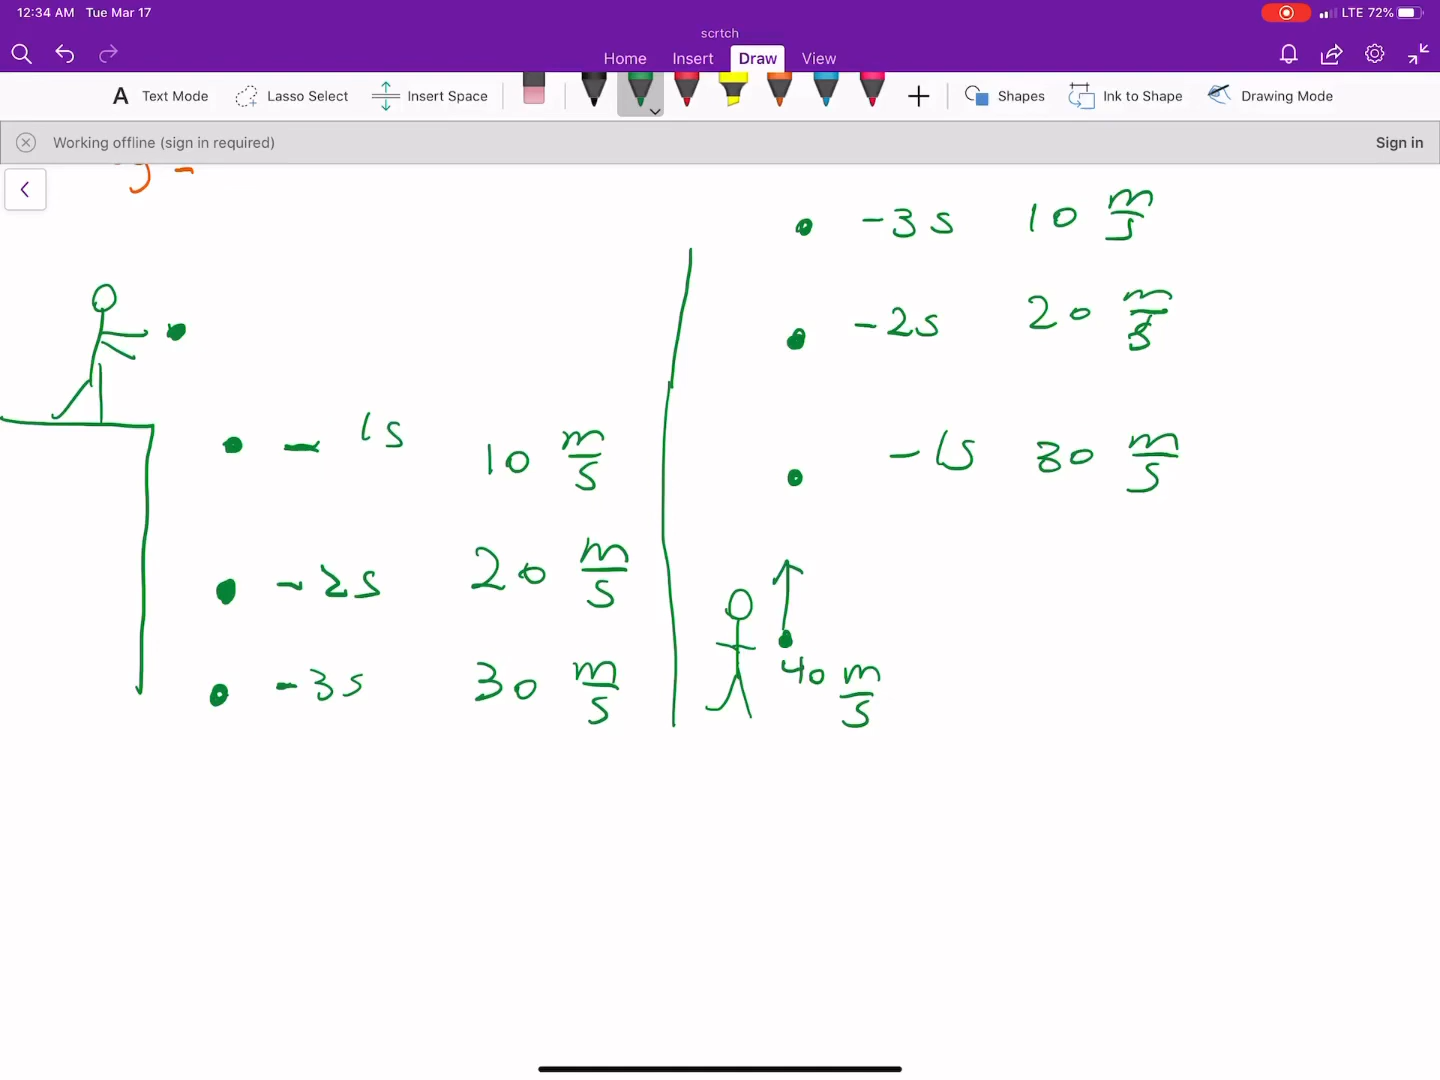 12:34 AM Tue Mar 17
LTE 72%
scrtch
Home Insert Draw View
A Text Mode Lasso Select Insert Space Shapes Ink to Shape Drawing Mode
Working offline (sign in required) Sign in
- 1s 10 m/s
- 2s 20 m/s
- 3s 30 m/s
- 3s 10 m/s
- 2s 20 m/s
- 1s 30 m/s
40 m/s